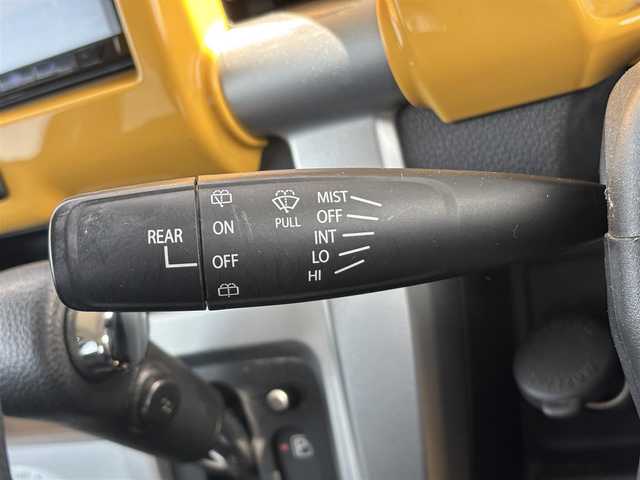 REAR
ON
OFF
PULL
MIST
OFF
INT
LO
HI